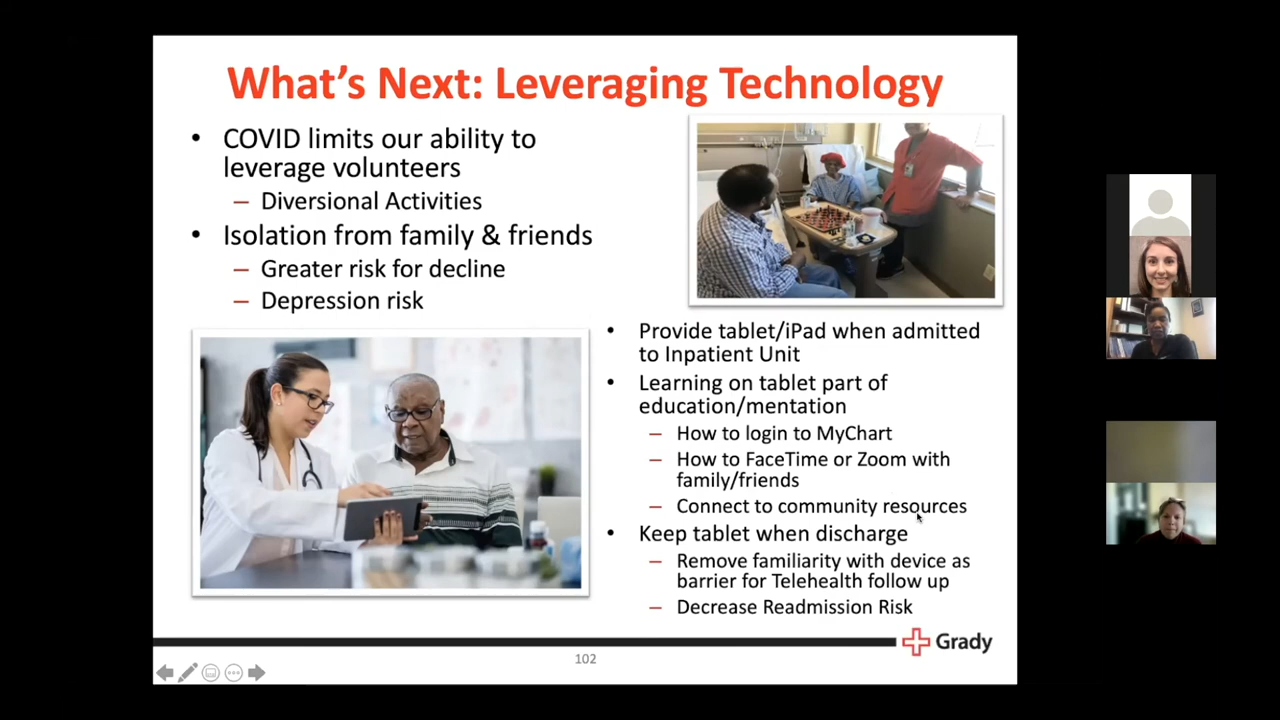 What's Next: Leveraging Technology
• COVID limits our ability to
leverage volunteers
– Diversional Activities
• Isolation from family & friends
– Greater risk for decline
– Depression risk
• Provide tablet/iPad when admitted
to Inpatient Unit
• Learning on tablet part of
education/mentation
– How to login to MyChart
– How to FaceTime or Zoom with
family/friends
– Connect to community resources
• Keep tablet when discharge
– Remove familiarity with device as
barrier for Telehealth follow up
– Decrease Readmission Risk
Grady
102